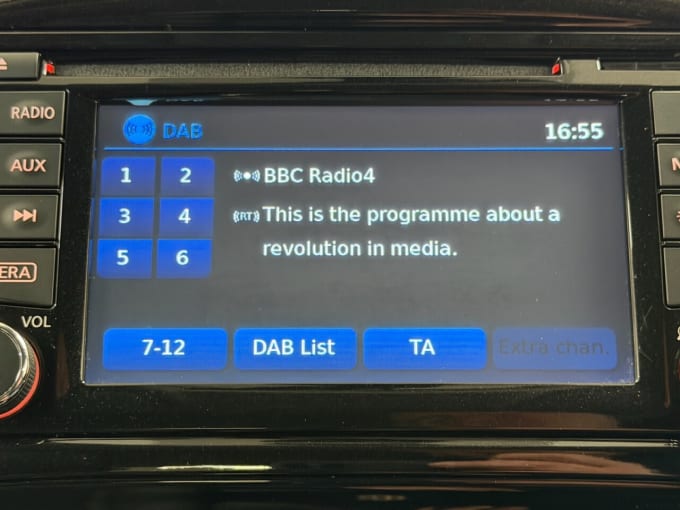 RADIO
AUX
ERA
VOL
DAB
16:55
1 2
3 4
5 6
BBC Radio4
RT
This is the programme about a
revolution in media.
7-12
DAB List
TA
Extra chan.